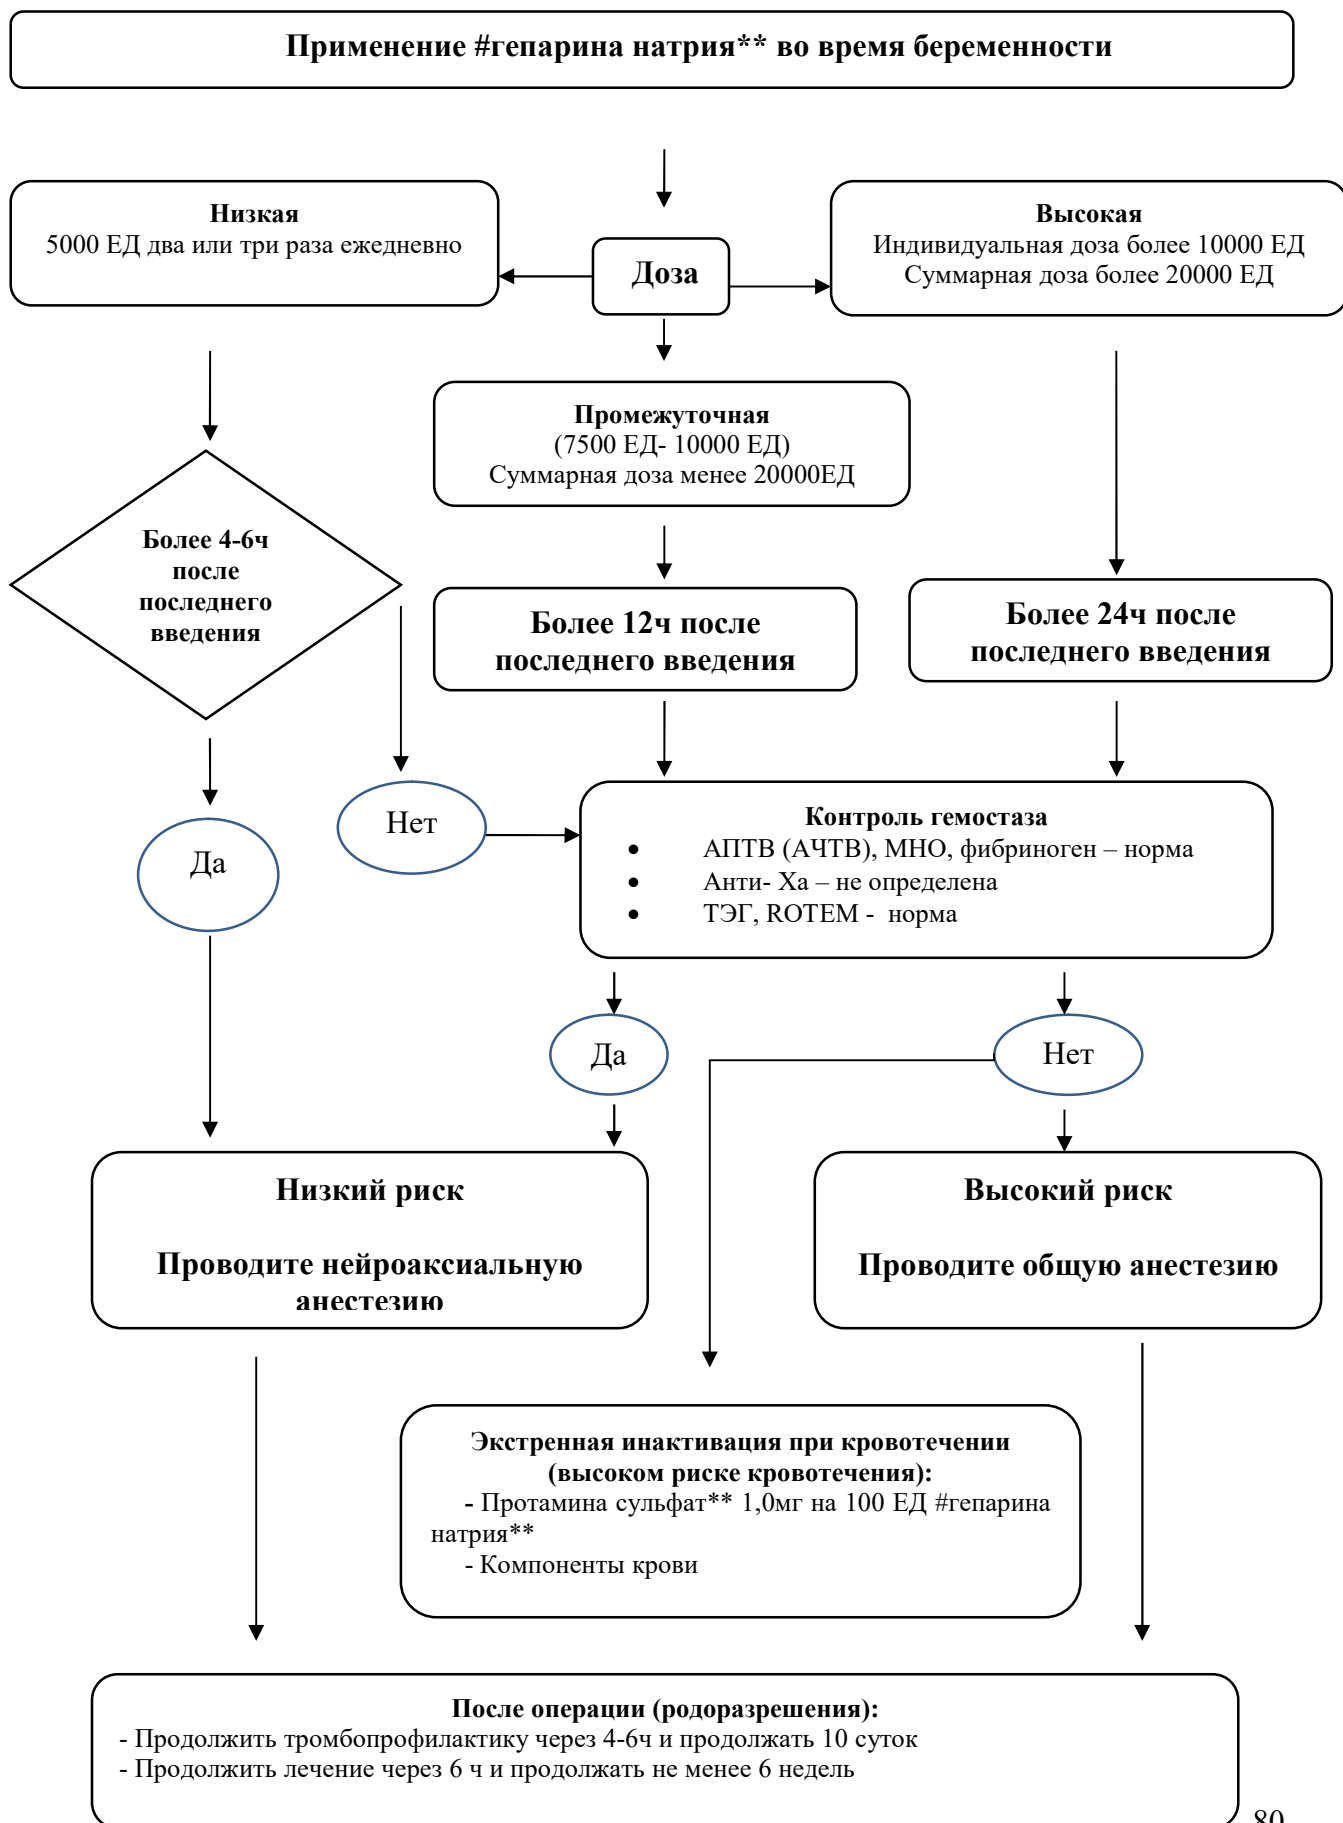 Применение #гепарина натрия** во время беременности
Низкая
5000 ЕД два или три раза ежедневно
Доза
Высокая
Индивидуальная доза более 10000 ЕД
Суммарная доза более 20000 ЕД
Промежуточная
(7500 ЕД- 10000 ЕД)
Суммарная доза менее 20000ЕД
Более 4-6ч
после
последнего
введения
Более 12ч после
последнего введения
Более 24ч после
последнего введения
Да
Нет
Контроль гемостаза
• АПТВ (АЧТВ), МНО, фибриноген – норма
• Анти- Ха – не определена
• ТЭГ, ROTEM - норма
Да
Нет
Низкий риск
Проводите нейроаксиальную
анестезию
Высокий риск
Проводите общую анестезию
Экстренная инактивация при кровотечении
(высоком риске кровотечения):
- Протамина сульфат** 1,0мг на 100 ЕД #гепарина
натрия**
- Компоненты крови
После операции (родоразрешения):
- Продолжить тромбопрофилактику через 4-6ч и продолжать 10 суток
- Продолжить лечение через 6 ч и продолжать не менее 6 недель
80